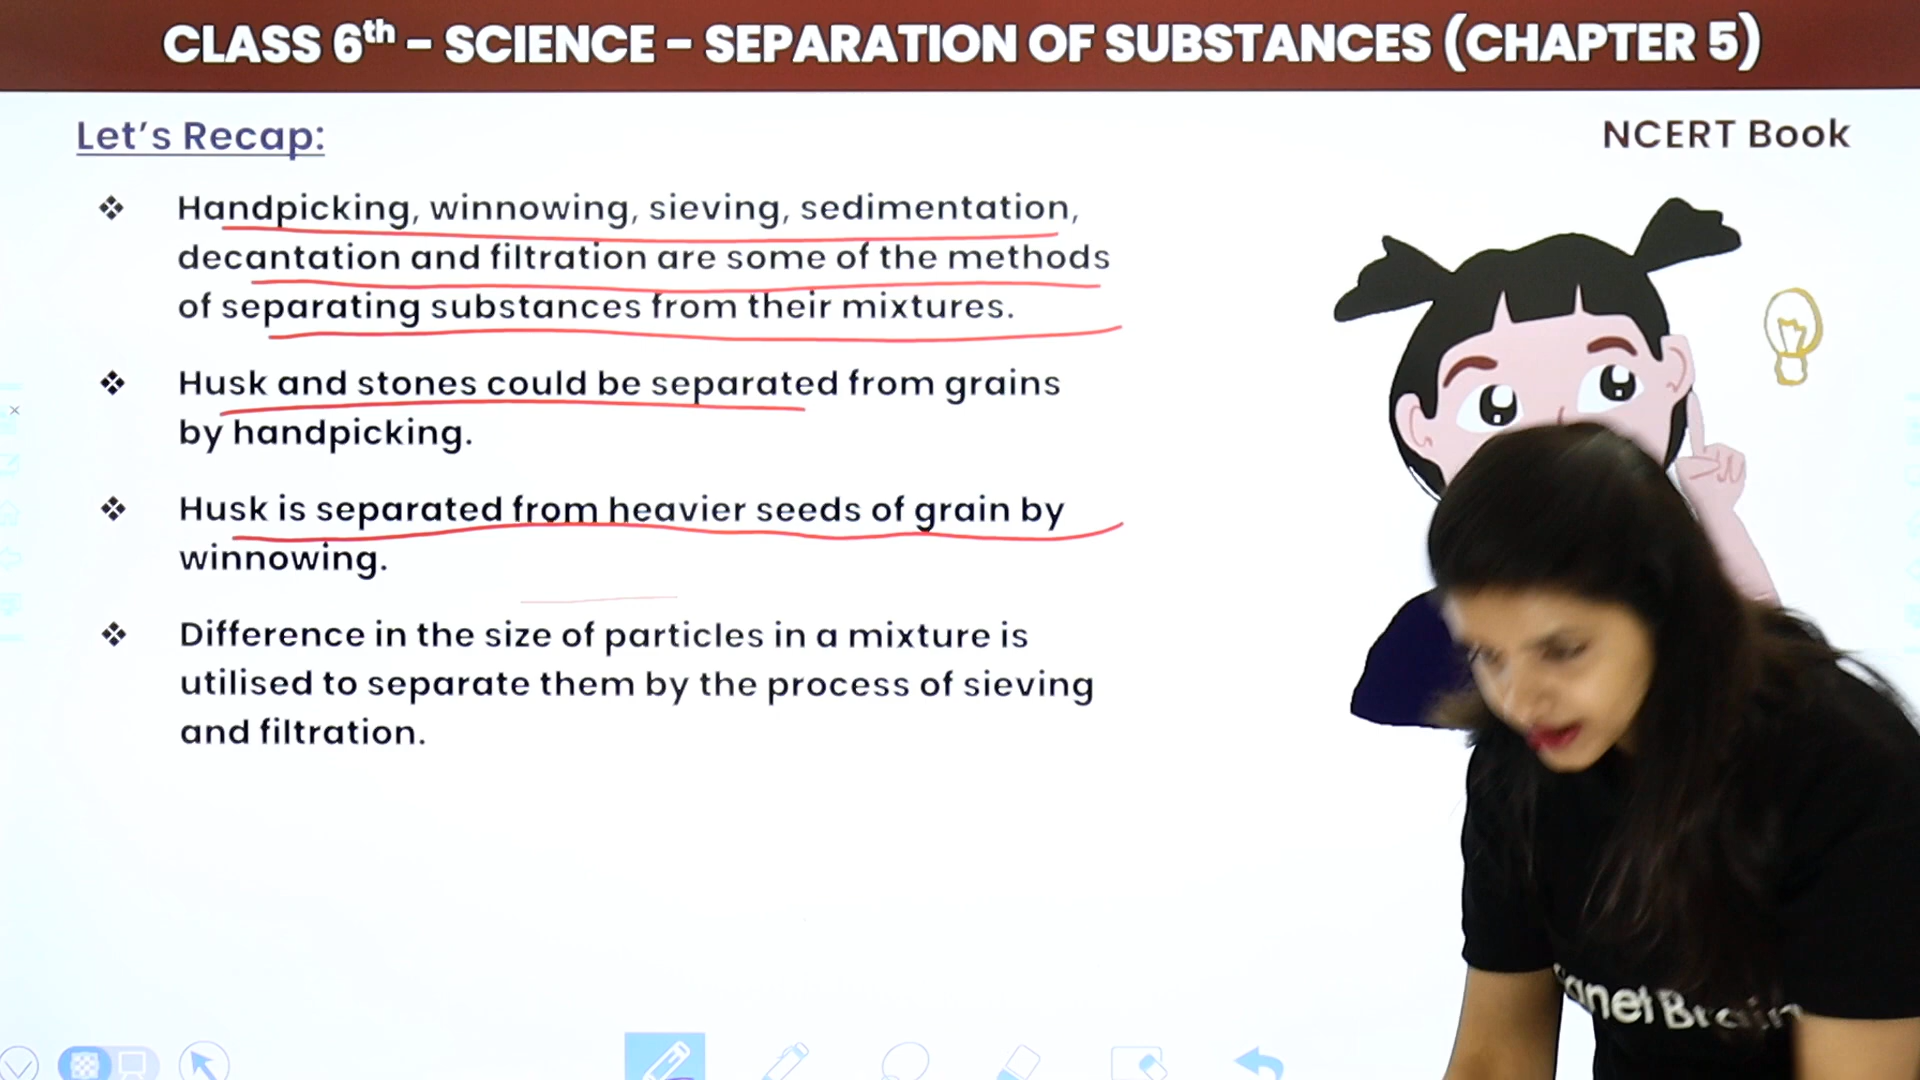 CLASS 6th - SCIENCE - SEPARATION OF SUBSTANCES (CHAPTER 5)
Let's Recap:
NCERT Book
❖ Handpicking, winnowing, sieving, sedimentation,
decantation and filtration are some of the methods
of separating substances from their mixtures.
❖ Husk and stones could be separated from grains
by handpicking.
❖ Husk is separated from heavier seeds of grain by
winnowing.
❖ Difference in the size of particles in a mixture is
utilised to separate them by the process of sieving
and filtration.